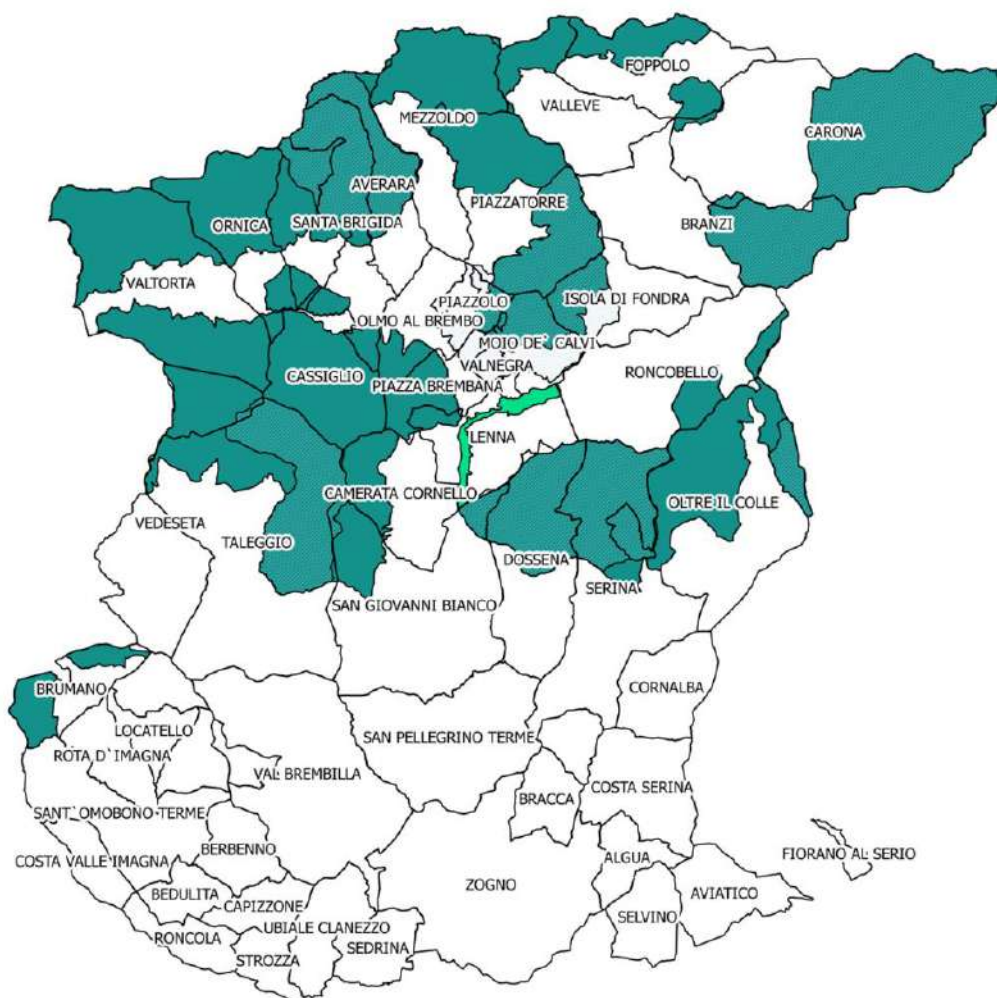 FOPPOLO
VALLEVE
MEZZOLDO
CARONA
AVERARA
PIAZZATORRE
ORNICA
SANTA BRIGIDA
BRANZI
VALTORTA
ISOLA DI FONDRA
PIAZZOLO
OLMO AL BREMBO
MOIO DE` CALVI
VALNEGRA
RONCOBELLO
CASSIGLIO
PIAZZA BREMBANA
LENNA
CAMERATA CORNELLO
OLTRE IL COLLE
VEDESETA
TALEGGIO
DOSSENA
SERINA
SAN GIOVANNI BIANCO
BRUMANO
CORNALBA
LOCATELLO
SAN PELLEGRINO TERME
ROTA D`IMAGNA
VAL BREMBILLA
COSTA SERINA
BRACCA
SANT`OMOBONO TERME
BERBENNO
FIORANO AL SERIO
COSTA VALLE IMAGNA
ALGUA
ZOGNO
BEDULITA
AVIATICO
CAPIZZONE
SELVINO
UBIALE CLANEZZO
RONCOLA
SEDRINA
STROZZA